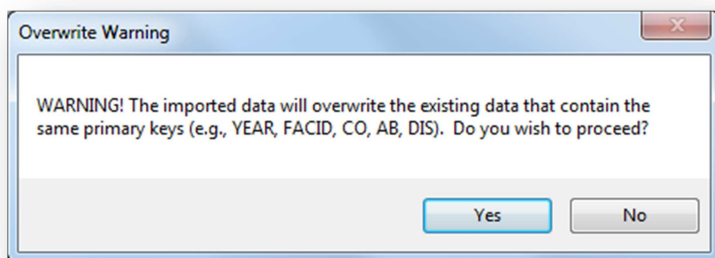 Overwrite Warning
WARNING! The imported data will overwrite the existing data that contain the
same primary keys (e.g., YEAR, FACID, CO, AB, DIS).  Do you wish to proceed?
Yes
No